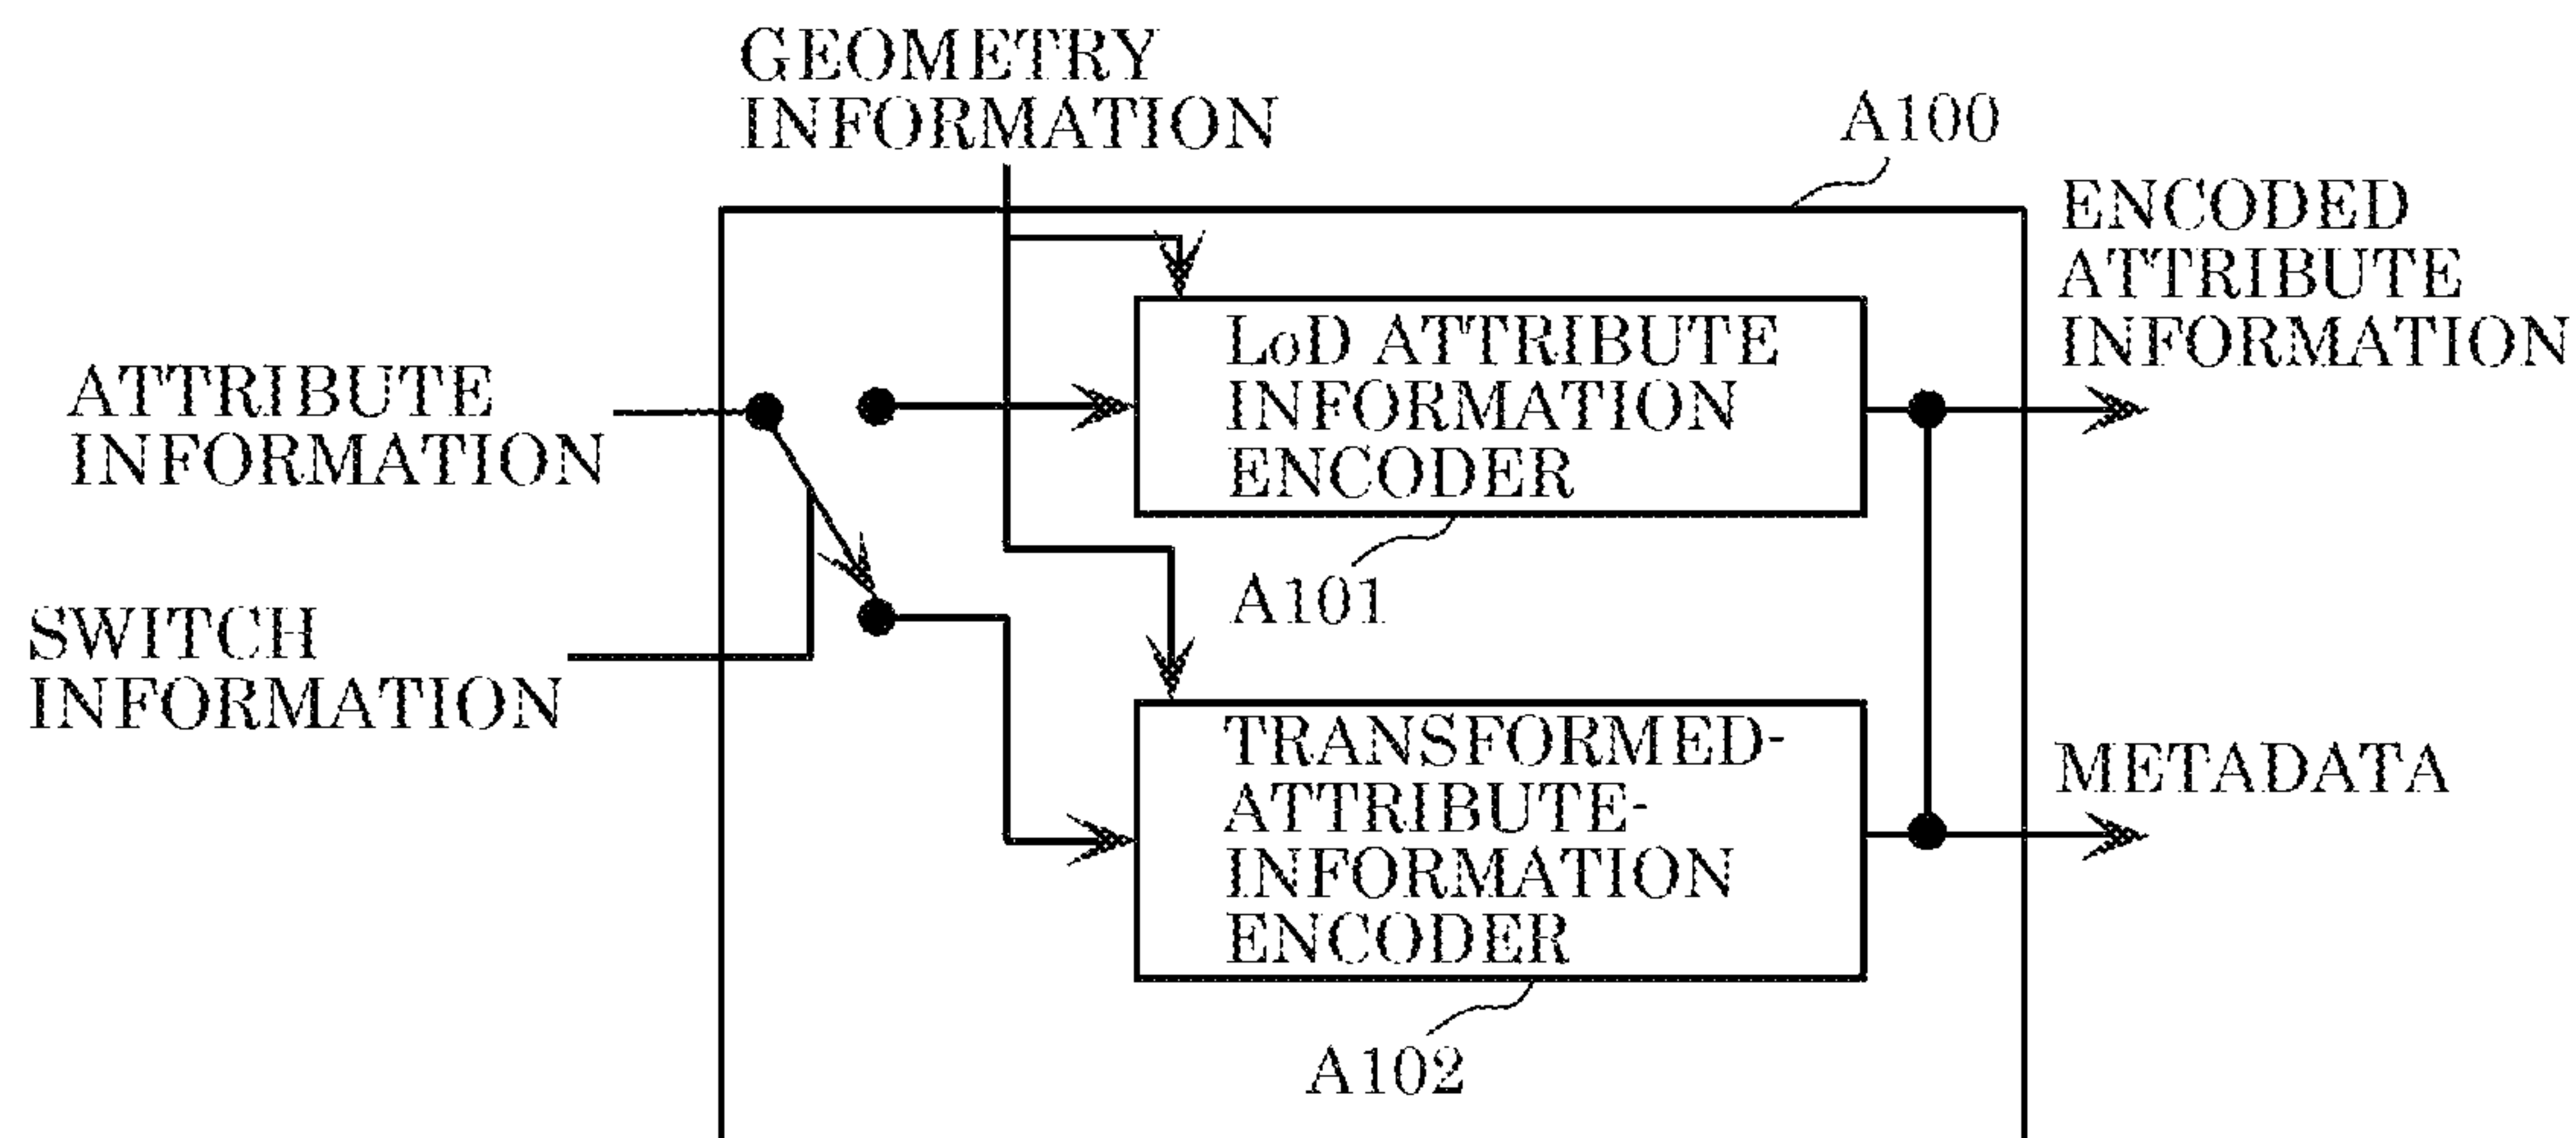 GEOMETRY
INFORMATION
A100
ENCODED
ATTRIBUTE
INFORMATION
LoD ATTRIBUTE
INFORMATION
ENCODER
ATTRIBUTE
INFORMATION
A101
SWITCH
INFORMATION
TRANSFORMED-
ATTRIBUTE-
INFORMATION
ENCODER
METADATA
A102